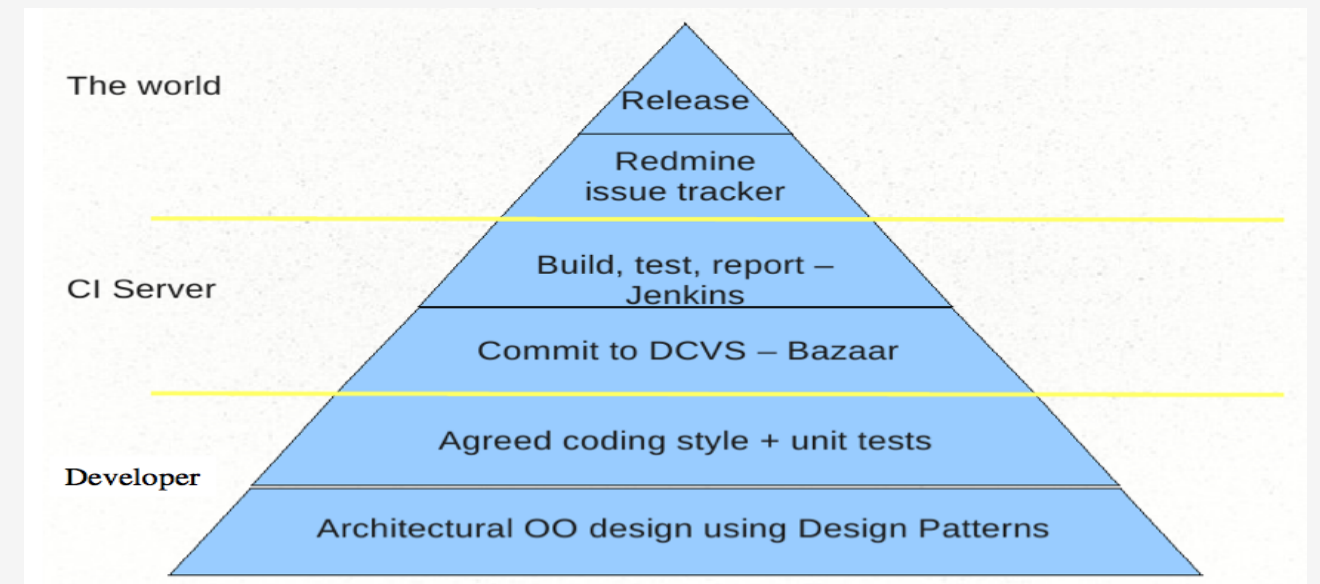 The world
Release
Redmine
issue tracker
Build, test, report –
Jenkins
CI Server
Commit to DCVS – Bazaar
Agreed coding style + unit tests
Developer
Architectural OO design using Design Patterns